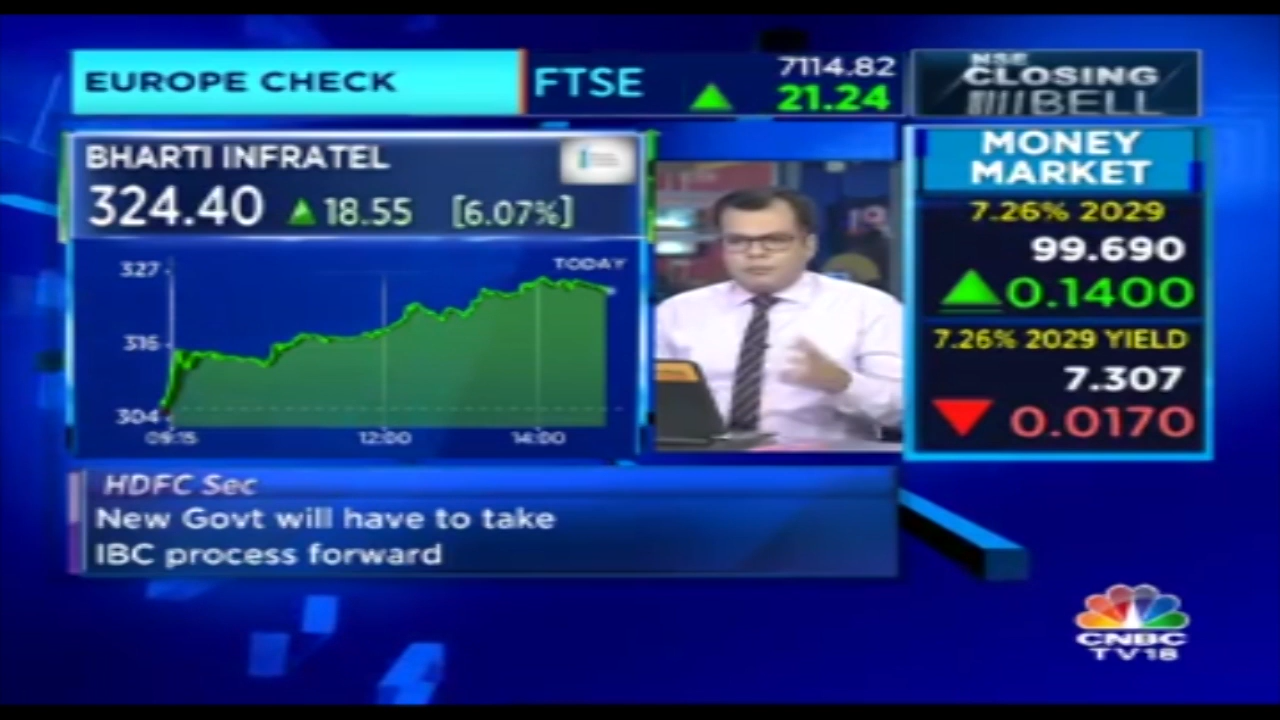 EUROPE CHECK
FTSE
7114.82
21.24
NSE
CLOSING
BELL
BHARTI INFRATEL
324.40 18.55 [6.07%]
TODAY
327
316
304
09:15 12:00 14:00
MONEY
MARKET
7.26% 2029
99.690
0.1400
7.26% 2029 YIELD
7.307
0.0170
HDFC Sec
New Govt will have to take
IBC process forward
CNBC
TV18